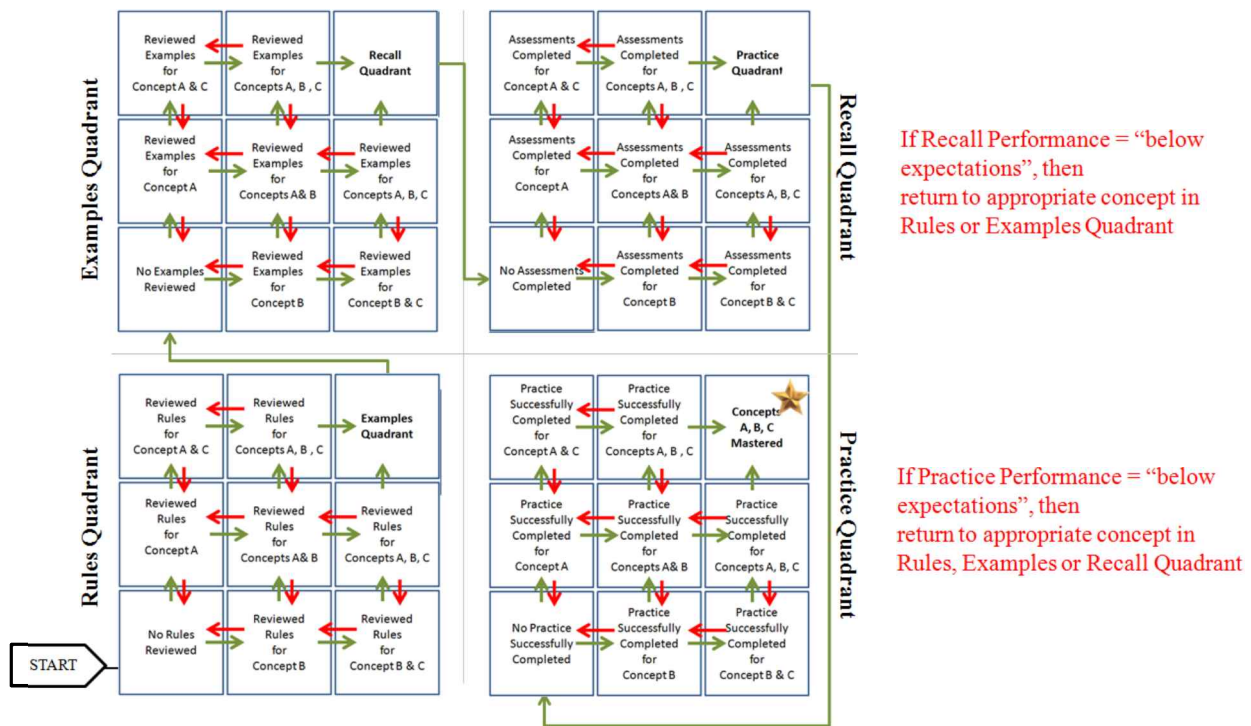 Examples Quadrant
Reviewed
Examples
for
Concept A & C
Reviewed
Examples
for
Concepts A, B , C
Recall
Quadrant
Reviewed
Examples
for
Concept A
Reviewed
Examples
for
Concepts A& B
Reviewed
Examples
for
Concepts A, B, C
No Examples
Reviewed
Reviewed
Examples
for
Concept B
Reviewed
Examples
for
Concept B & C
Assessments
Completed
for
Concept A & C
Assessments
Completed
for
Concepts A, B , C
Practice
Quadrant
Assessments
Completed
for
Concept A
Assessments
Completed
for
Concepts A& B
Assessments
Completed
for
Concepts A, B, C
No Assessments
Completed
Assessments
Completed
for
Concept B
Assessments
Completed
for
Concept B & C
Recall Quadrant
If Recall Performance = “below
expectations”, then
return to appropriate concept in
Rules or Examples Quadrant
Rules Quadrant
Reviewed
Rules
for
Concept A & C
Reviewed
Rules
for
Concepts A, B , C
Examples
Quadrant
Reviewed
Rules
for
Concept A
Reviewed
Rules
for
Concepts A& B
Reviewed
Rules
for
Concepts A, B, C
No Rules
Reviewed
Reviewed
Rules
for
Concept B
Reviewed
Rules
for
Concept B & C
START
Practice
Successfully
Completed
for
Concept A & C
Practice
Successfully
Completed
for
Concepts A, B , C
Concepts
A, B, C
Mastered
Practice
Successfully
Completed
for
Concept A
Practice
Successfully
Completed
for
Concepts A& B
Practice
Successfully
Completed
for
Concepts A, B, C
No Practice
Successfully
Completed
Practice
Successfully
Completed
for
Concept B
Practice
Successfully
Completed
for
Concept B & C
Practice Quadrant
If Practice Performance = “below
expectations”, then
return to appropriate concept in
Rules, Examples or Recall Quadrant